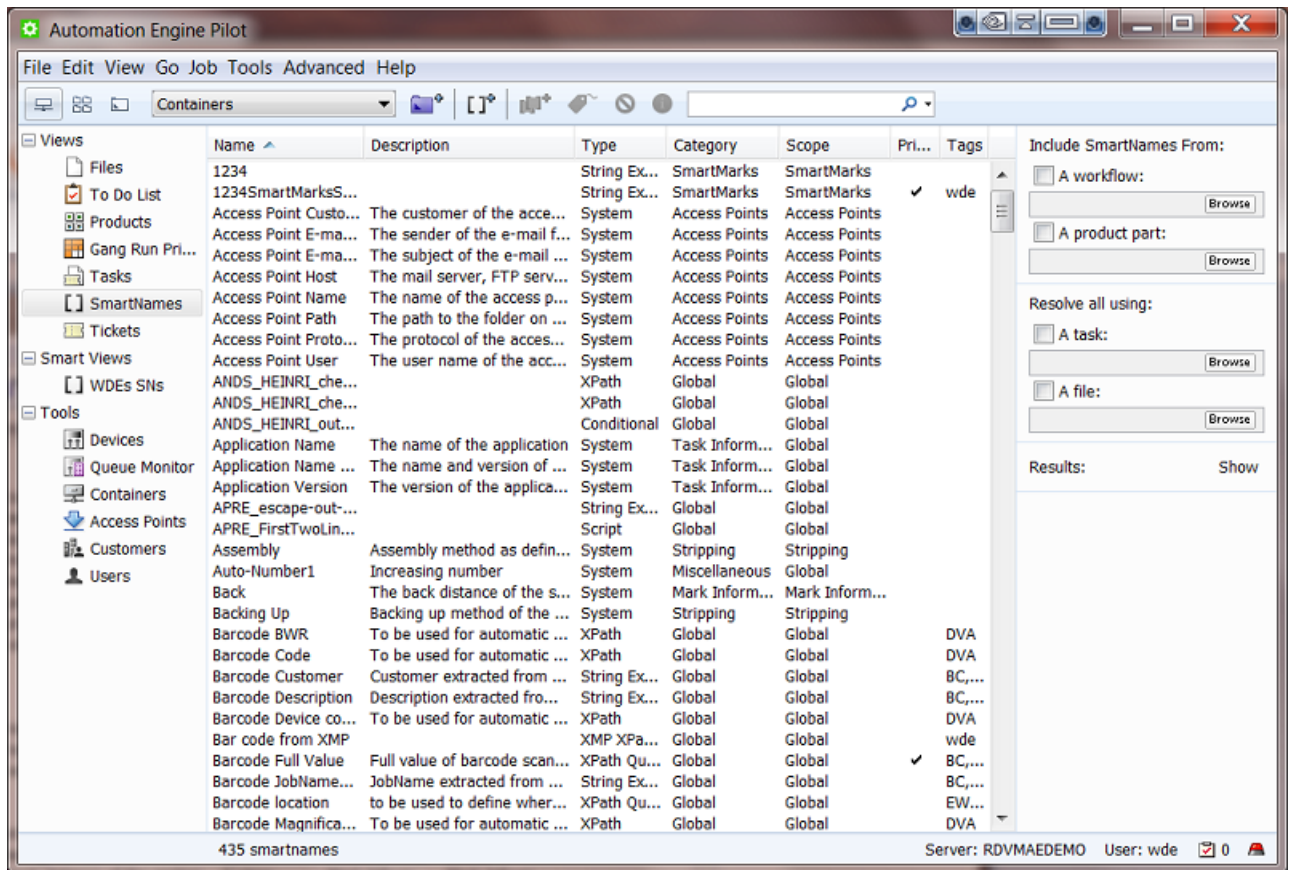 Automation Engine Pilot
File Edit View Go Job Tools Advanced Help
Containers
Views
Files
To Do List
Products
Gang Run Pri...
Tasks
SmartNames
Tickets
Smart Views
WDEs SNs
Tools
Devices
Queue Monitor
Containers
Access Points
Customers
Users
Name Description Type Category Scope Pri... Tags
1234 String Ex... SmartMarks SmartMarks
1234SmartMarksS... String Ex... SmartMarks SmartMarks ✔ wde
Access Point Custo... The customer of the acce... System Access Points Access Points
Access Point E-ma... The sender of the e-mail f... System Access Points Access Points
Access Point E-ma... The subject of the e-mail ... System Access Points Access Points
Access Point Host The mail server, FTP serv... System Access Points Access Points
Access Point Name The name of the access p... System Access Points Access Points
Access Point Path The path to the folder on ... System Access Points Access Points
Access Point Proto... The protocol of the acces... System Access Points Access Points
Access Point User The user name of the acc... System Access Points Access Points
ANDS_HEINRI_che... XPath Global Global
ANDS_HEINRI_che... XPath Global Global
ANDS_HEINRI_out... Conditional Global Global
Application Name The name of the application System Task Inform... Global
Application Name ... The name and version of ... System Task Inform... Global
Application Version The version of the applica... System Task Inform... Global
APRE_escape-out-... String Ex... Global Global
APRE_FirstTwoLin... Script Global Global
Assembly Assembly method as defin... System Stripping Stripping
Auto-Number1 Increasing number System Miscellaneous Global
Back The back distance of the s... System Mark Inform... Mark Inform...
Backing Up Backing up method of the ... System Stripping Stripping
Barcode BWR To be used for automatic ... XPath Global Global DVA
Barcode Code To be used for automatic ... XPath Global Global DVA
Barcode Customer Customer extracted from ... String Ex... Global Global BC,...
Barcode Description Description extracted fro... String Ex... Global Global BC,...
Barcode Device co... To be used for automatic ... XPath Global Global DVA
Bar code from XMP XMP XPa... Global Global wde
Barcode Full Value Full value of barcode scan... XPath Qu... Global Global ✔ BC,...
Barcode JobName... JobName extracted from ... String Ex... Global Global BC,...
Barcode location to be used to define wher... XPath Qu... Global Global EW...
Barcode Magnifica... To be used for automatic ... XPath Global Global DVA
Include SmartNames From:
A workflow:
Browse
A product part:
Browse
Resolve all using:
A task:
Browse
A file:
Browse
Results: Show
435 smartnames Server: RDVMAEDEMO User: wde 0